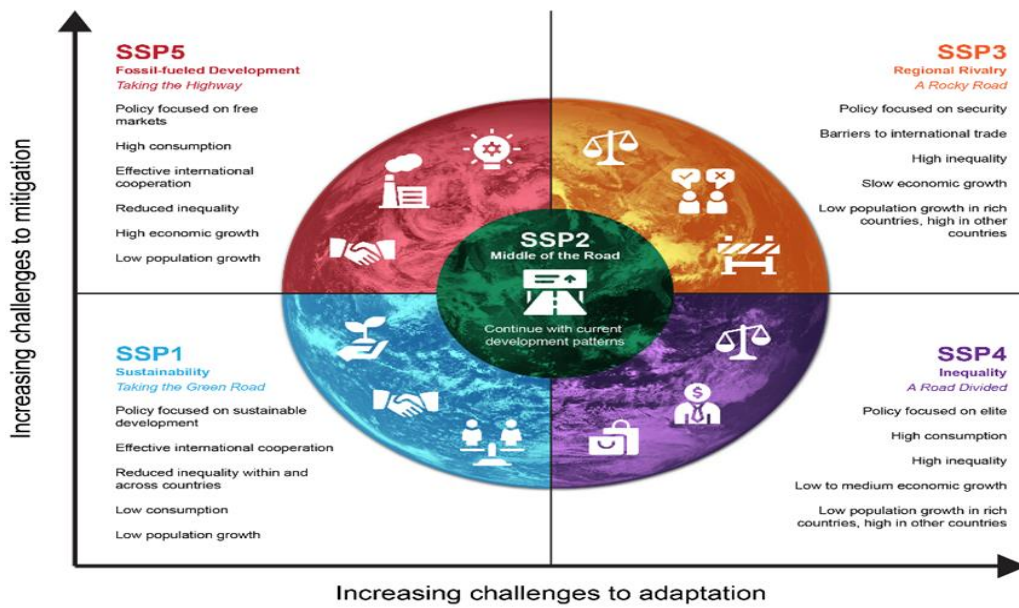 Increasing challenges to mitigation
SSP5
Fossil-fueled Development
Taking the Highway
Policy focused on free
markets
High consumption
Effective international
cooperation
Reduced inequality
High economic growth
Low population growth
SSP3
Regional Rivalry
A Rocky Road
Policy focused on security
Barriers to international trade
High inequality
Slow economic growth
Low population growth in rich
countries, high in other
countries
SSP2
Middle of the Road
Continue with current
development patterns
SSP1
Sustainability
Taking the Green Road
Policy focused on sustainable
development
Effective international cooperation
Reduced inequality within and
across countries
Low consumption
Low population growth
SSP4
Inequality
A Road Divided
Policy focused on elite
High consumption
High inequality
Low to medium economic growth
Low population growth in rich
countries, high in other countries
Increasing challenges to adaptation